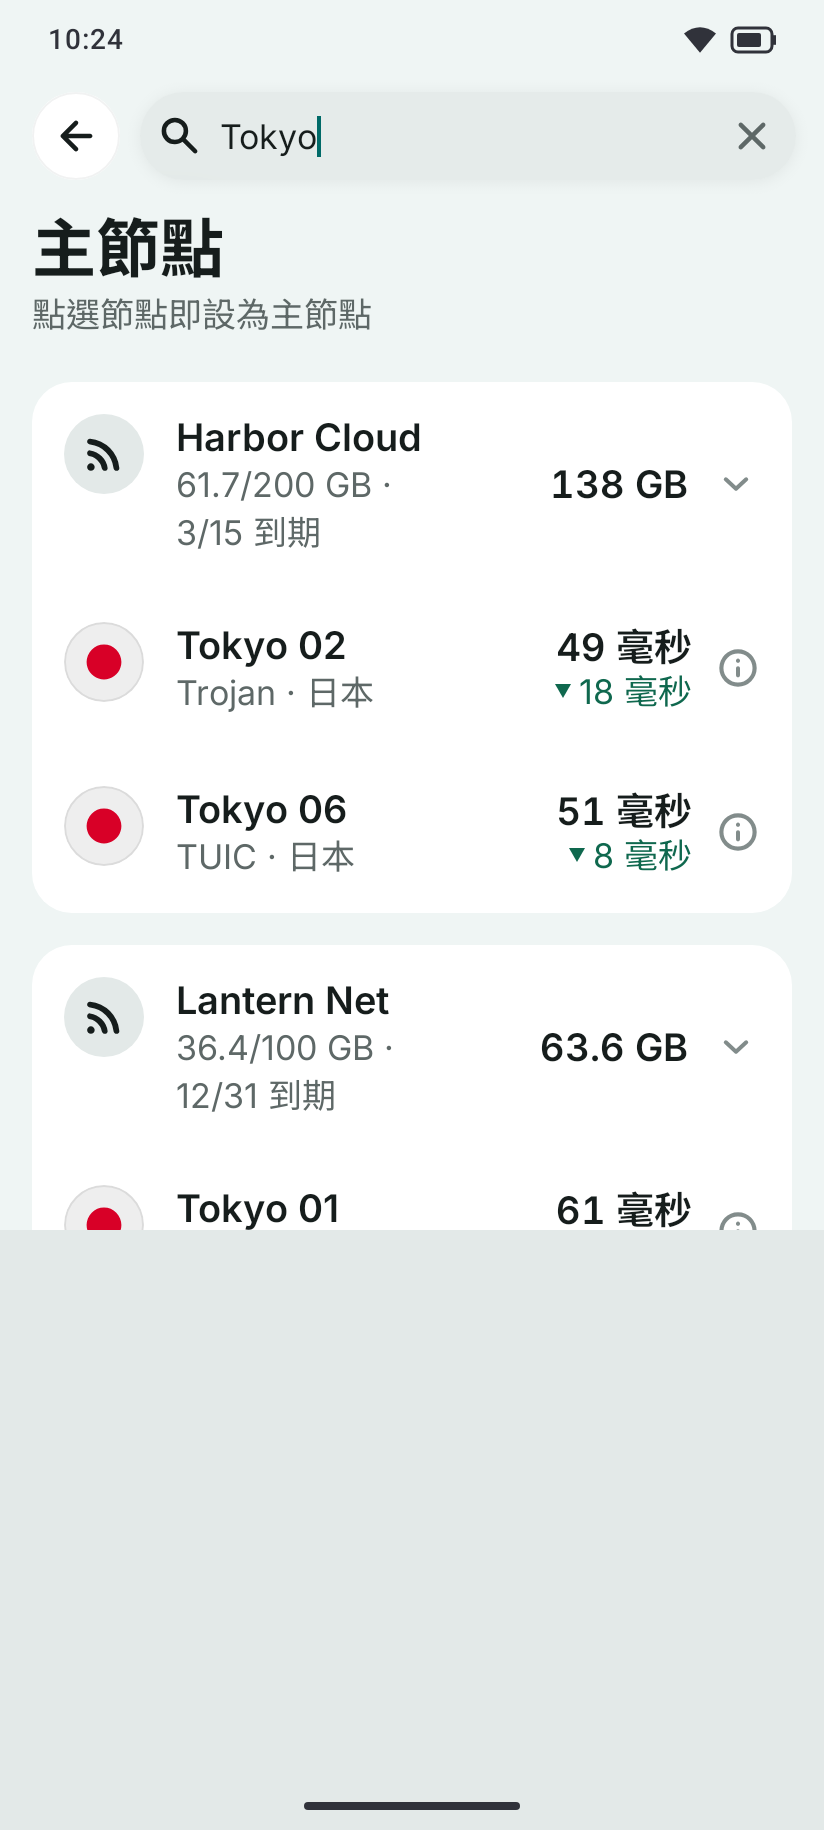 10:24
Tokyo
主節點
點選節點即設為主節點
Harbor Cloud
61.7/200 GB ·
3/15 到期
138 GB
Tokyo 02
Trojan · 日本
49 毫秒
▼18 毫秒
Tokyo 06
TUIC · 日本
51 毫秒
▼8 毫秒
Lantern Net
36.4/100 GB ·
12/31 到期
63.6 GB
Tokyo 01
61 毫秒